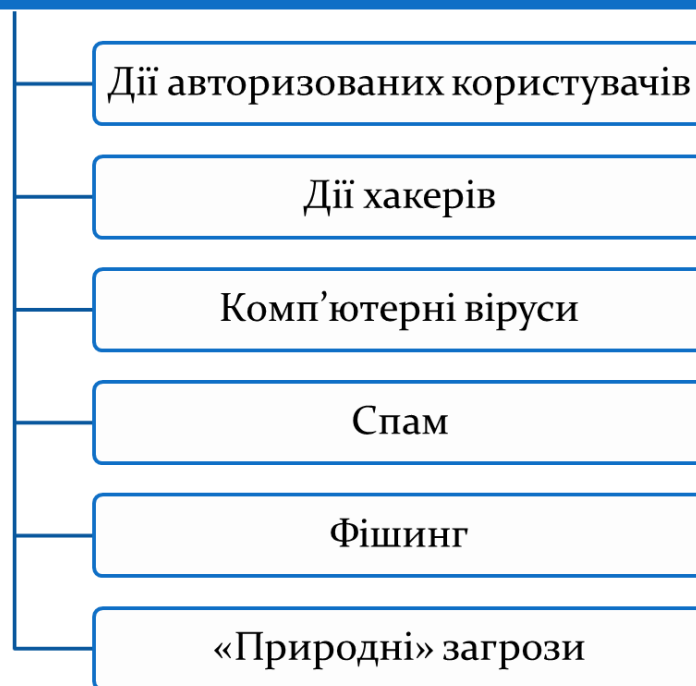 Дії авторизованих користувачів
Дії хакерів
Комп’ютерні віруси
Спам
Фішинг
«Природні» загрози